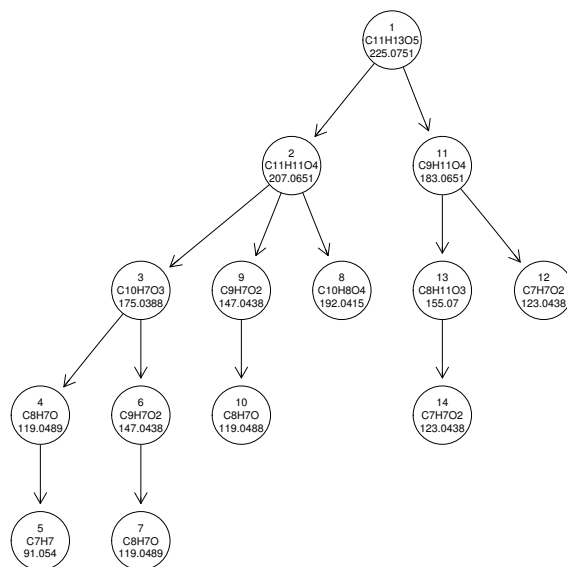 1
C11H13O5
225.0751
2
C11H11O4
207.0651
11
C9H11O4
183.0651
3
C10H7O3
175.0388
9
C9H7O2
147.0438
8
C10H8O4
192.0415
13
C8H11O3
155.07
12
C7H7O2
123.0438
4
C8H7O
119.0489
6
C9H7O2
147.0438
10
C8H7O
119.0488
14
C7H7O2
123.0438
5
C7H7
91.054
7
C8H7O
119.0489